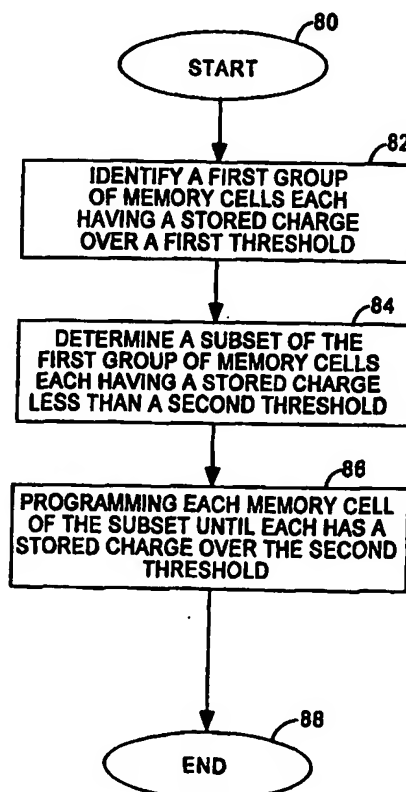 80
START
82
IDENTIFY A FIRST GROUP
OF MEMORY CELLS EACH
HAVING A STORED CHARGE
OVER A FIRST THRESHOLD
84
DETERMINE A SUBSET OF THE
FIRST GROUP OF MEMORY CELLS
EACH HAVING A STORED CHARGE
LESS THAN A SECOND THRESHOLD
86
PROGRAMMING EACH MEMORY CELL
OF THE SUBSET UNTIL EACH HAS A
STORED CHARGE OVER THE SECOND
THRESHOLD
88
END